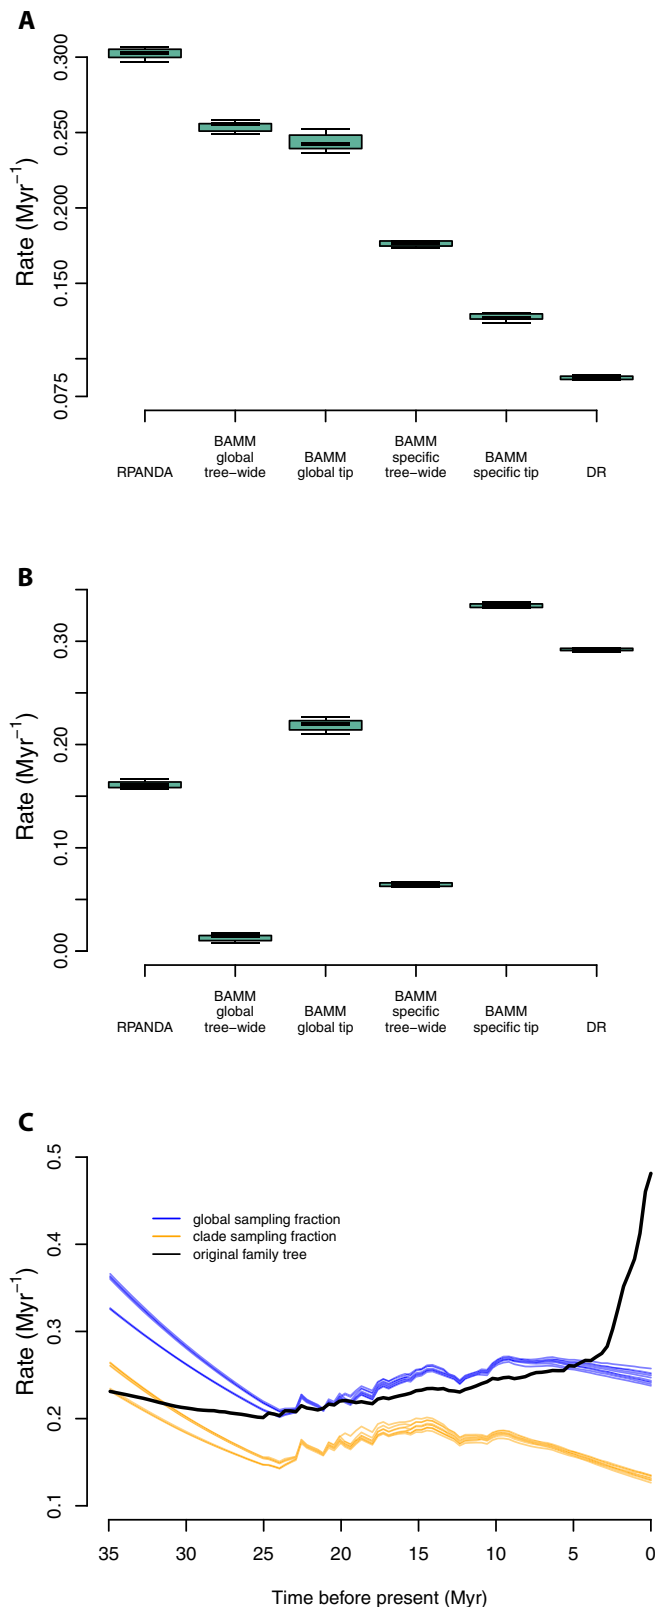 A
Rate (Myr⁻¹)
0.300
0.250
0.200
0.150
0.075
RPANDA
BAMM
global
tree−wide
BAMM
global tip
BAMM
specific
tree−wide
BAMM
specific tip
DR
B
Rate (Myr⁻¹)
0.30
0.20
0.10
0.00
RPANDA
BAMM
global
tree−wide
BAMM
global tip
BAMM
specific
tree−wide
BAMM
specific tip
DR
C
Rate (Myr⁻¹)
0.5
0.4
0.3
0.2
0.1
global sampling fraction
clade sampling fraction
original family tree
35 30 25 20 15 10 5 0
Time before present (Myr)